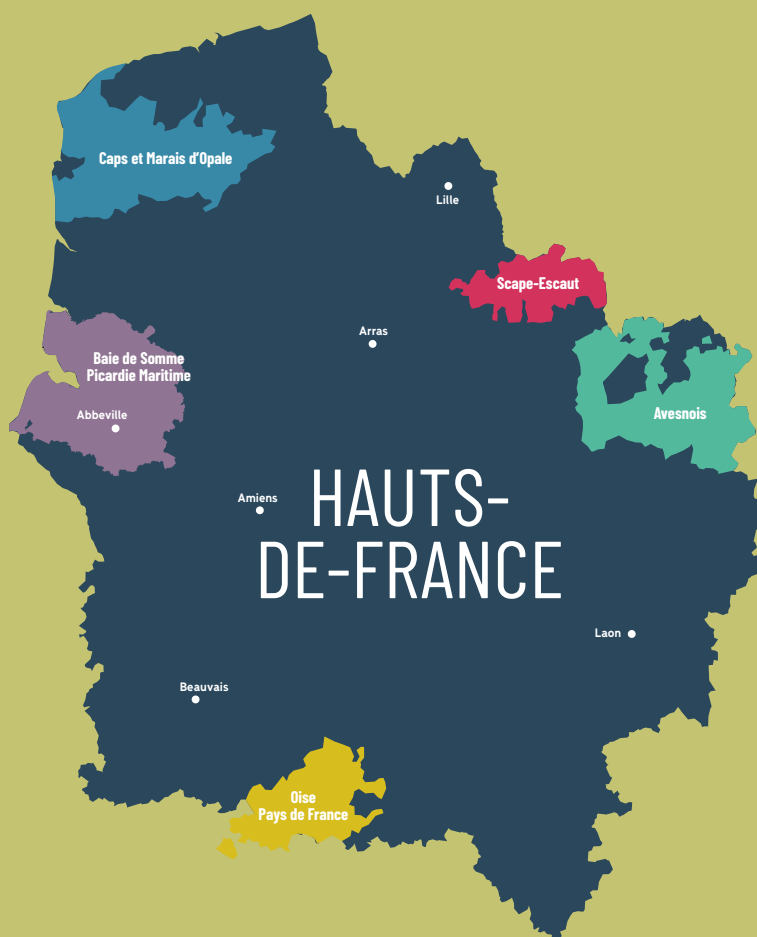 Caps et Marais d'Opale
Lille
Scape-Escaut
Arras
Baie de Somme
Picardie Maritime
Abbeville
Avesnois
Amiens
HAUTS-
DE-FRANCE
Laon
Beauvais
Oise
Pays de France